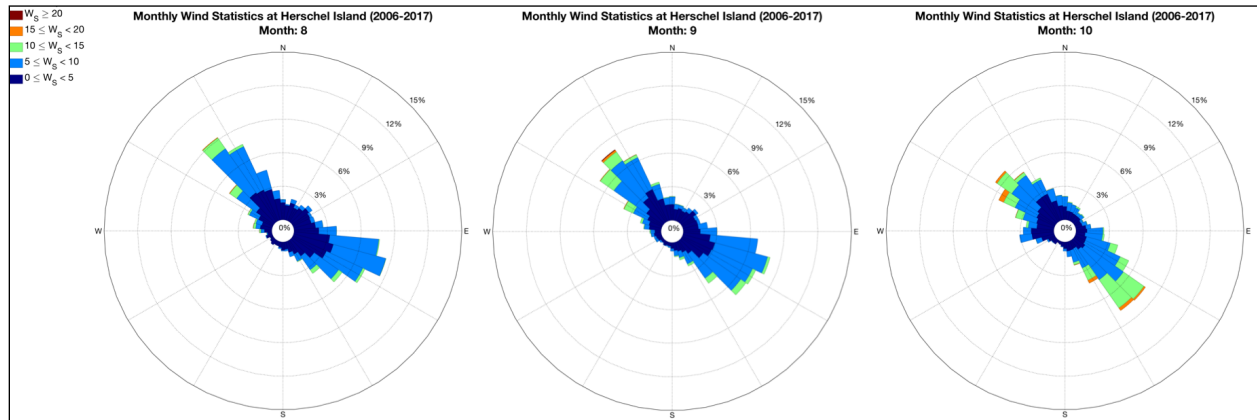 W_S ≥ 20
15 ≤ W_S < 20
10 ≤ W_S < 15
5 ≤ W_S < 10
0 ≤ W_S < 5
Monthly Wind Statistics at Herschel Island (2006-2017)
Month: 8
N
15%
12%
9%
6%
3%
0%
W
E
S
Monthly Wind Statistics at Herschel Island (2006-2017)
Month: 9
N
15%
12%
9%
6%
3%
0%
W
E
S
Monthly Wind Statistics at Herschel Island (2006-2017)
Month: 10
N
15%
12%
9%
6%
3%
0%
W
E
S